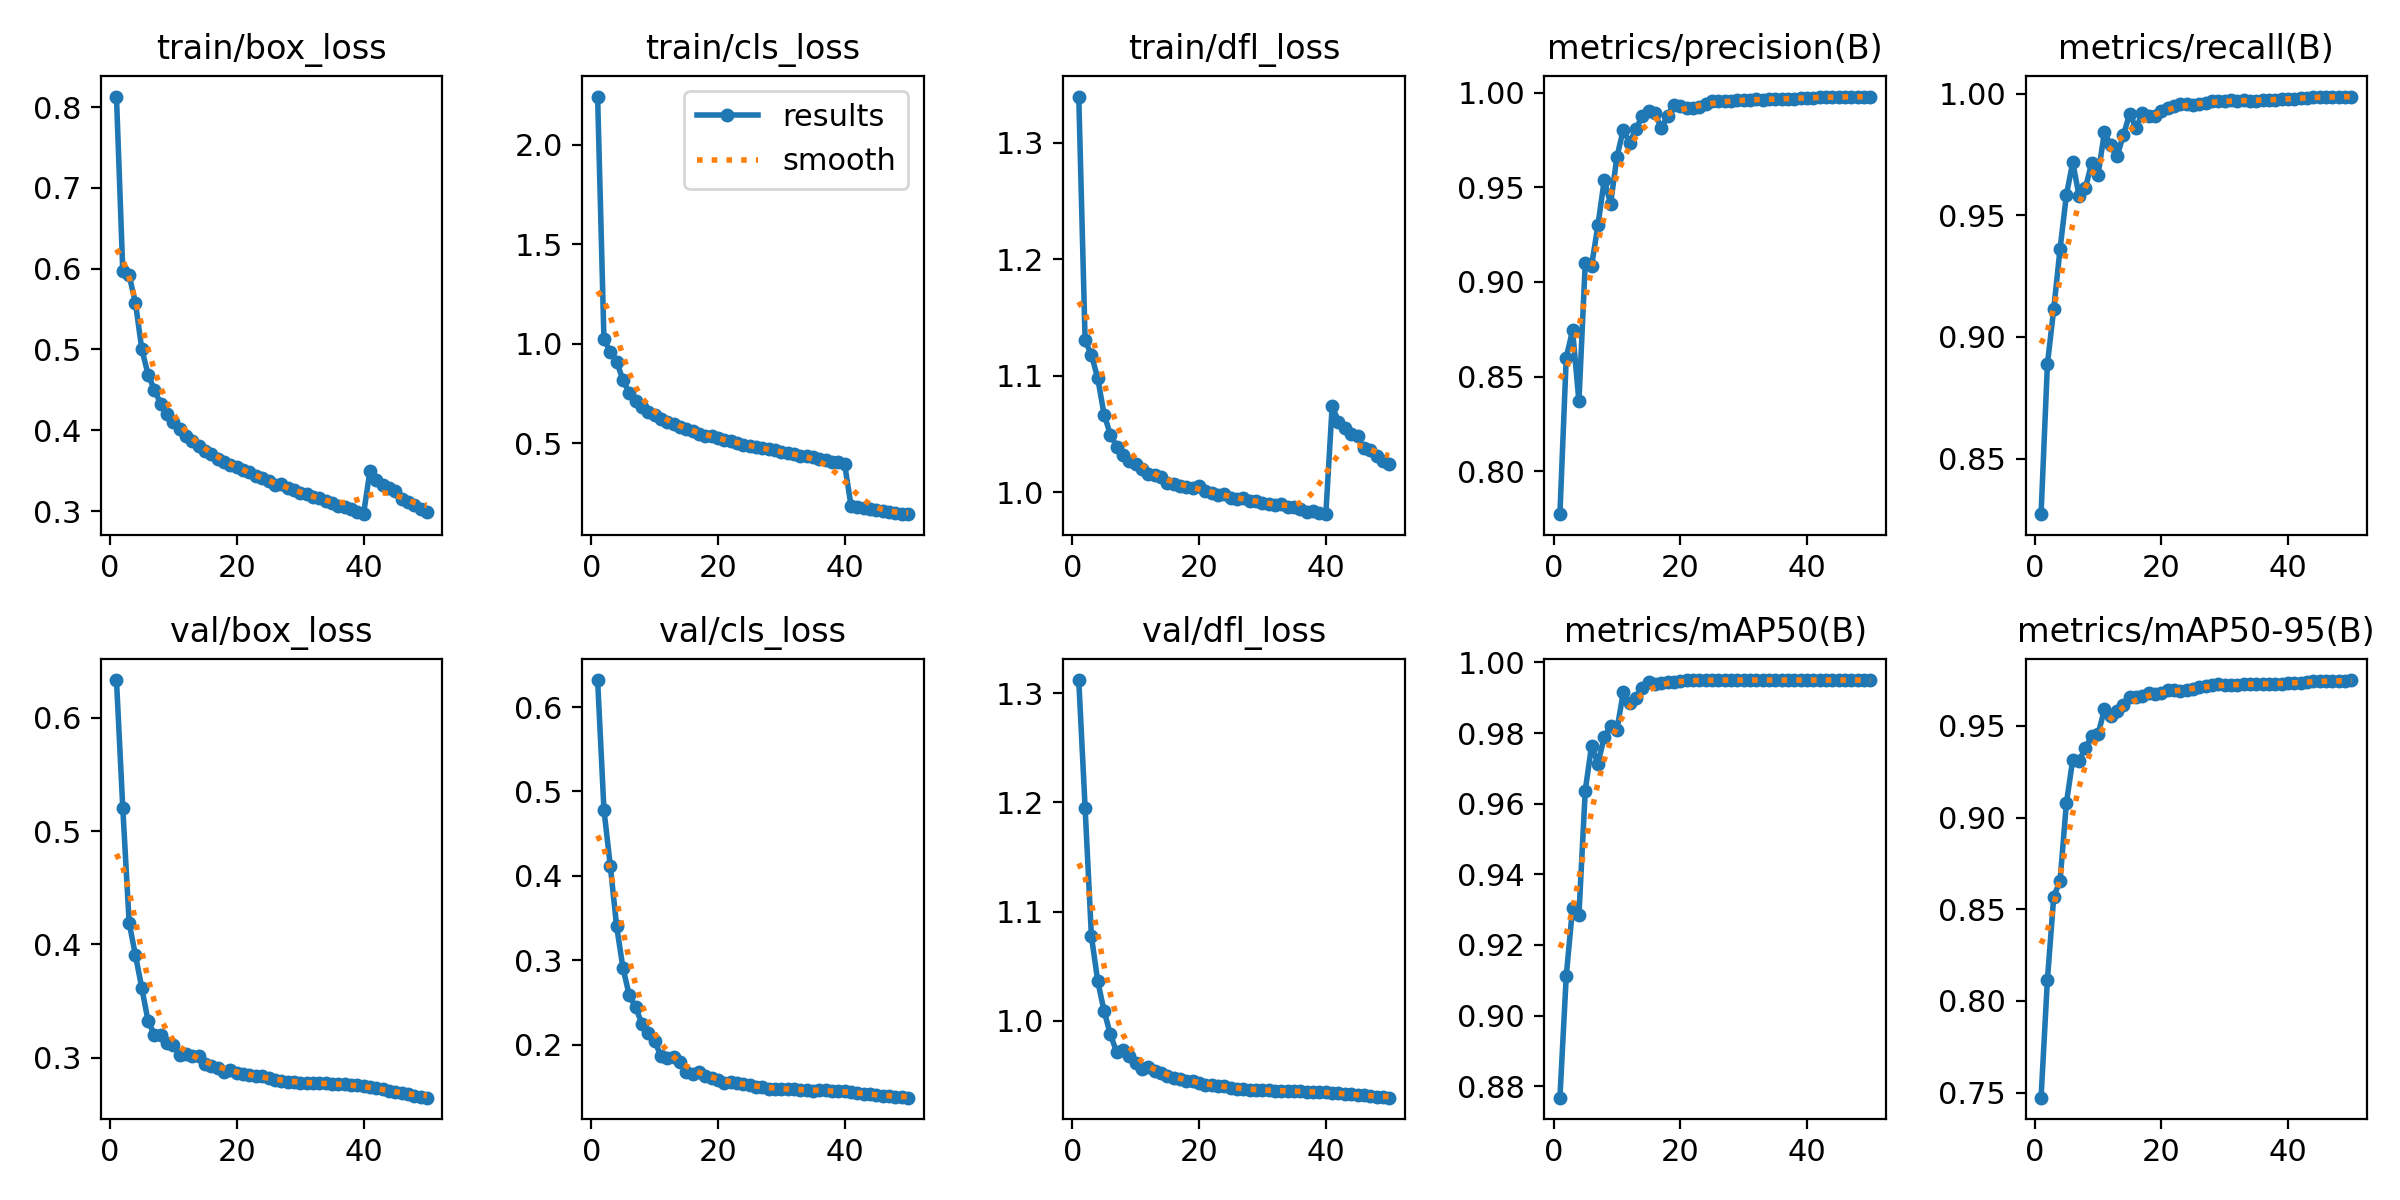 train/box_loss
train/cls_loss
train/dfl_loss
metrics/precision(B)
metrics/recall(B)
0.8
0.7
0.6
0.5
0.4
0.3
0 20 40
results
smooth
2.0
1.5
1.0
0.5
0 20 40
1.3
1.2
1.1
1.0
0 20 40
1.00
0.95
0.90
0.85
0.80
0 20 40
1.00
0.95
0.90
0.85
0 20 40
val/box_loss
val/cls_loss
val/dfl_loss
metrics/mAP50(B)
metrics/mAP50-95(B)
0.6
0.5
0.4
0.3
0 20 40
0.6
0.5
0.4
0.3
0.2
0 20 40
1.3
1.2
1.1
1.0
0 20 40
1.00
0.98
0.96
0.94
0.92
0.90
0.88
0 20 40
0.95
0.90
0.85
0.80
0.75
0 20 40